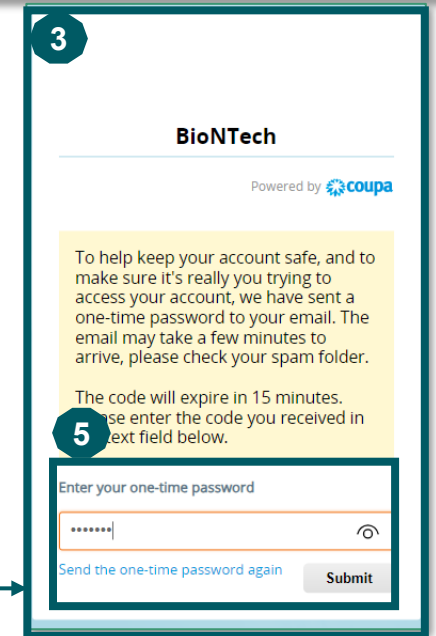 3
BioNTech
Powered by coupa
To help keep your account safe, and to
make sure it's really you trying to
access your account, we have sent a
one-time password to your email. The
email may take a few minutes to
arrive, please check your spam folder.
The code will expire in 15 minutes.
enter the code you received in
5
text field below.
Enter your one-time password
•••••••
Send the one-time password again
Submit